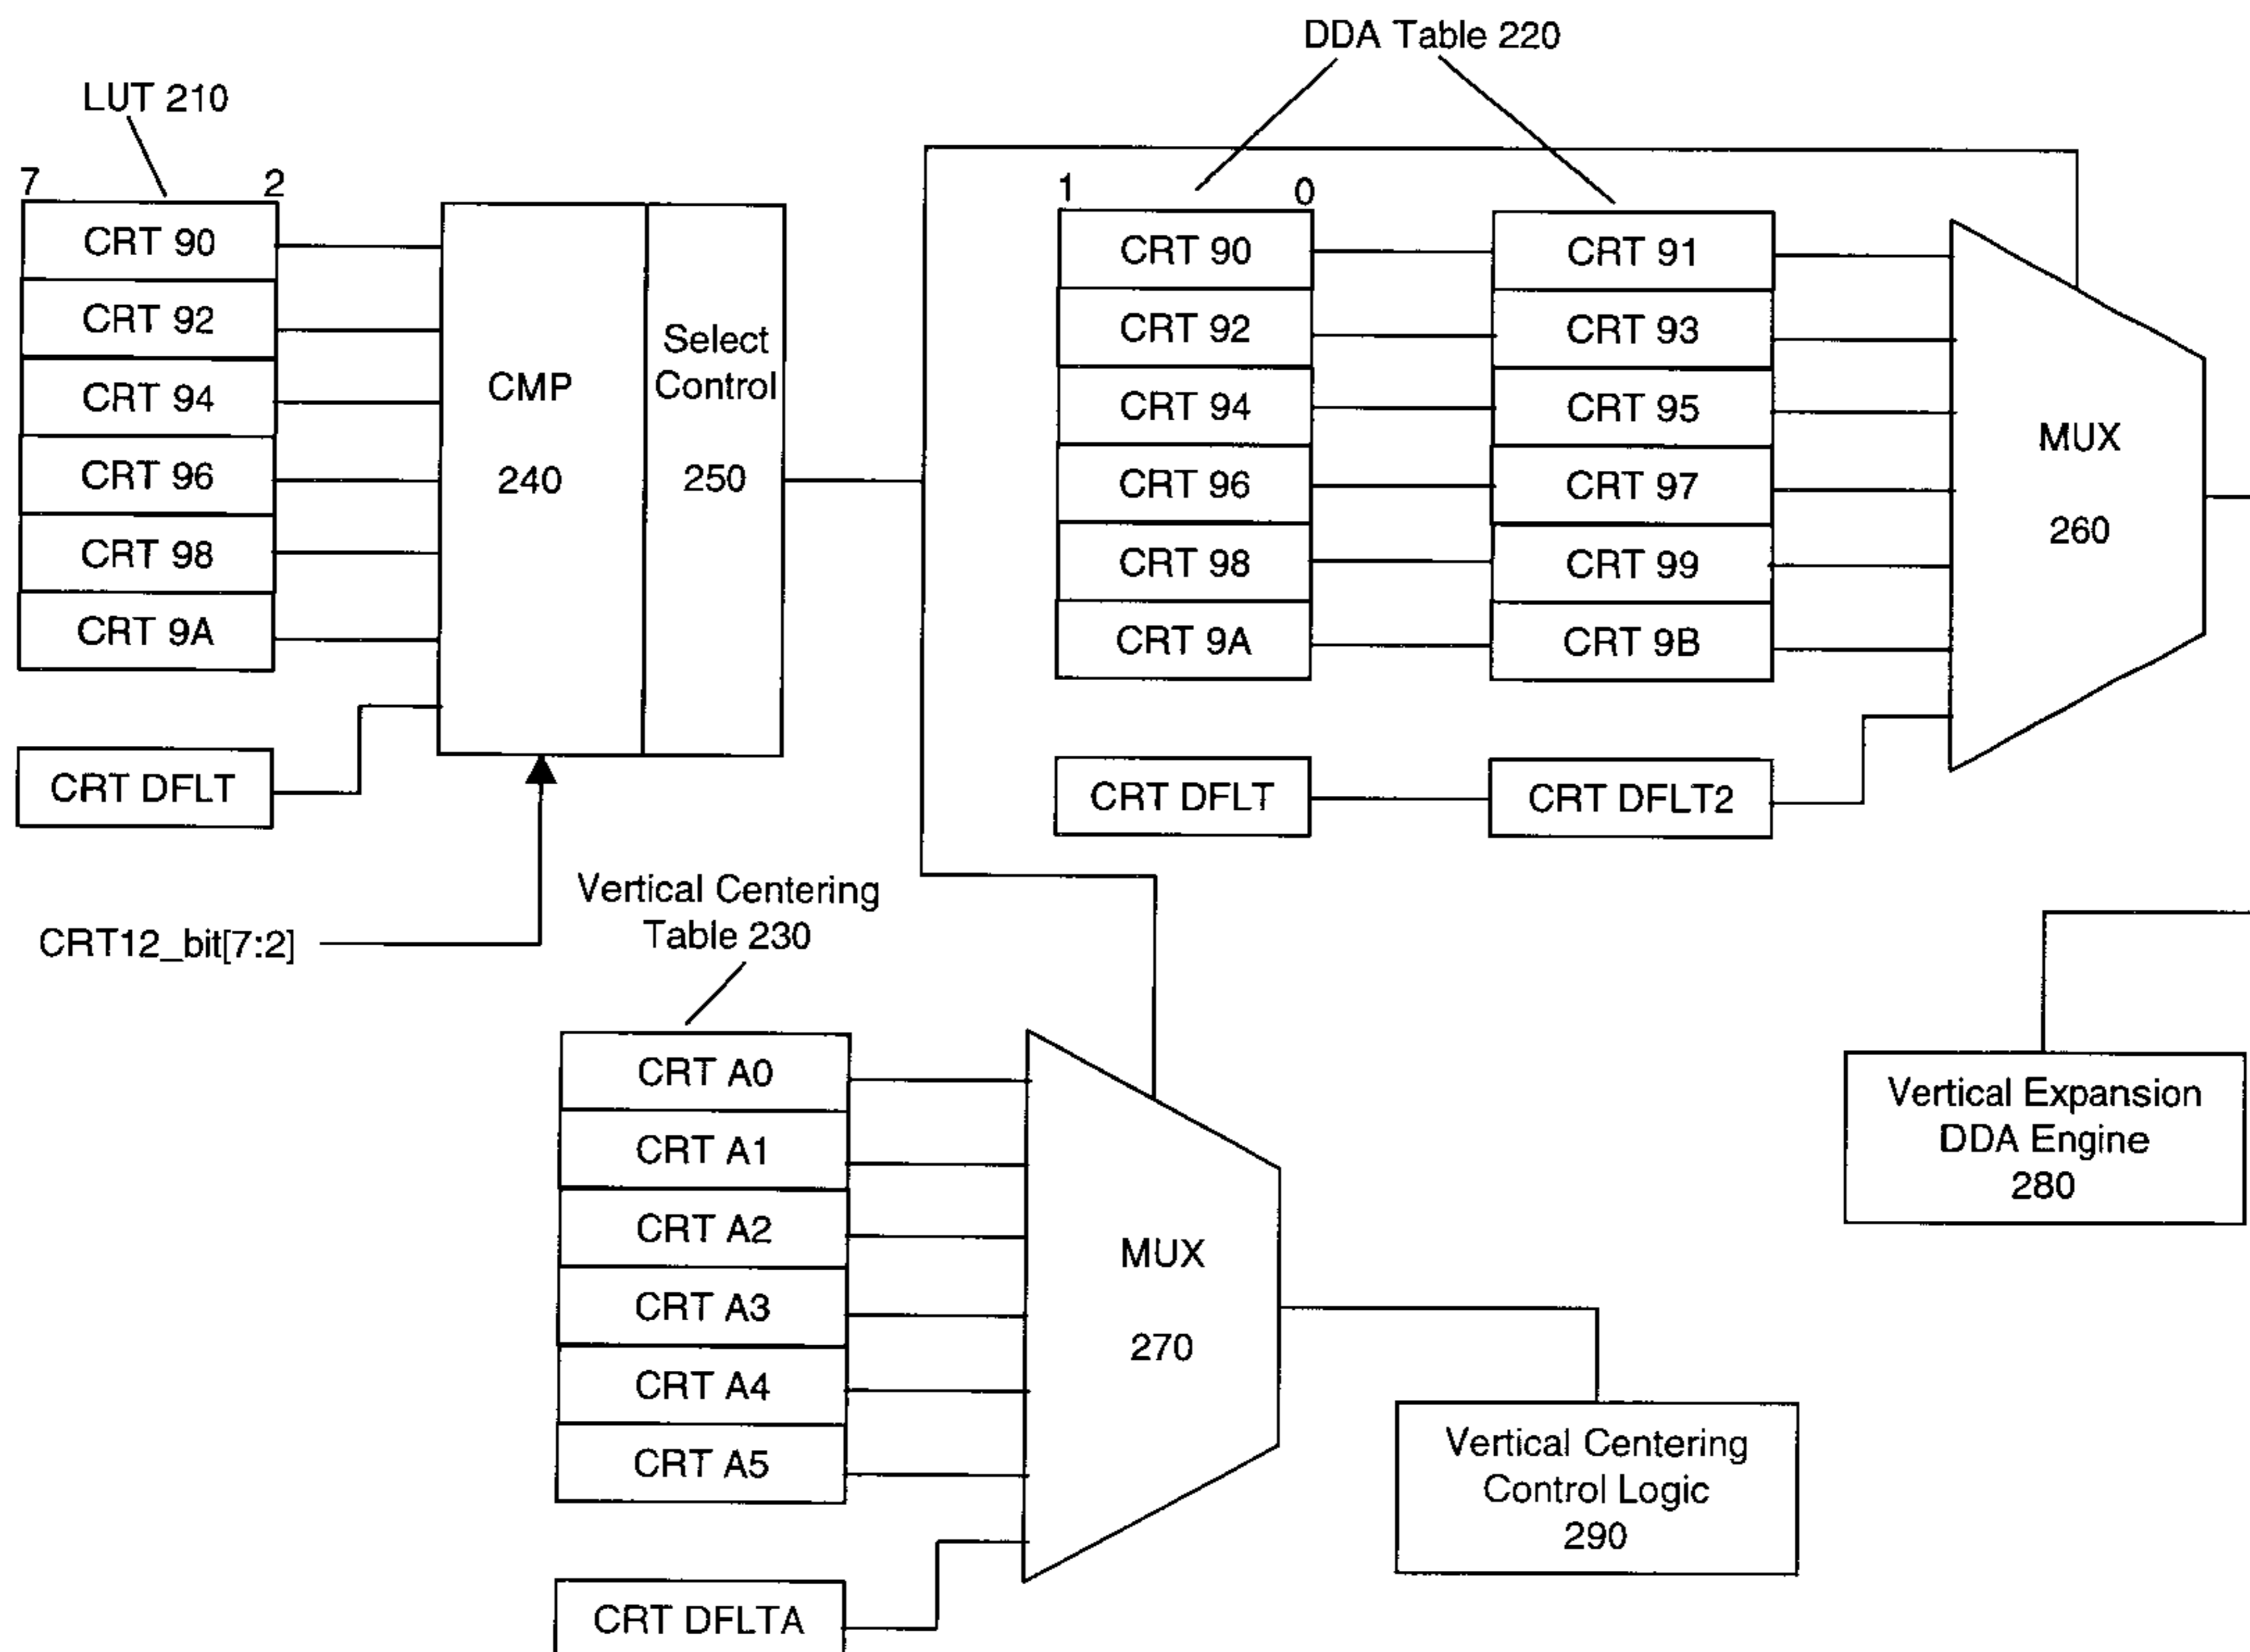 DDA Table 220
LUT 210
7 2
CRT 90
CRT 92
CRT 94
CRT 96
CRT 98
CRT 9A
CRT DFLT
CMP
240
Select
Control
250
CRT12_bit[7:2]
1 0
CRT 90
CRT 92
CRT 94
CRT 96
CRT 98
CRT 9A
CRT DFLT
CRT 91
CRT 93
CRT 95
CRT 97
CRT 99
CRT 9B
CRT DFLT2
MUX
260
Vertical Centering
Table 230
CRT A0
CRT A1
CRT A2
CRT A3
CRT A4
CRT A5
CRT DFLTA
MUX
270
Vertical Expansion
DDA Engine
280
Vertical Centering
Control Logic
290